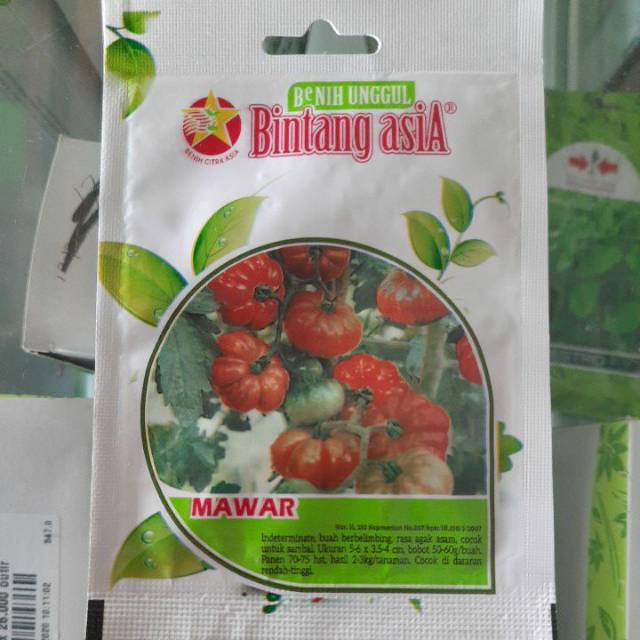 BeNIH UNGGUL
Bintang asiA®
BENIH CITRA ASIA
MAWAR
Indeterminate, buah berbelimbing, rasa agak asam, cocok
untuk sambal. Ukuran 5-6 x 3.5-4 cm, bobot 50-60g/buah.
Panen 70-75 hst, hasil 2-3kg/tanaman. Cocok di dataran
rendah-tinggi.